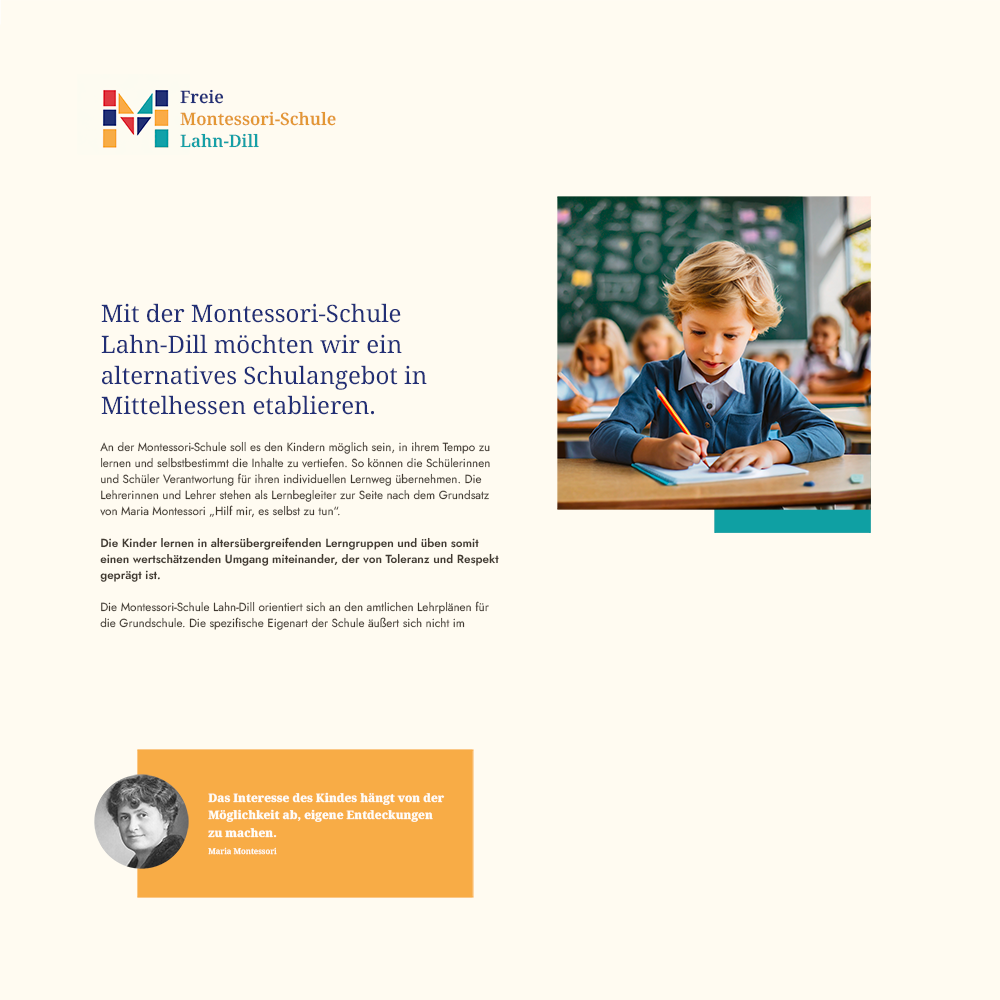 Freie
Montessori-Schule
Lahn-Dill
Mit der Montessori-Schule
Lahn-Dill möchten wir ein
alternatives Schulangebot in
Mittelhessen etablieren.
An der Montessori-Schule soll es den Kindern möglich sein, in ihrem Tempo zu
lernen und selbstbestimmt die Inhalte zu vertiefen. So können die Schülerinnen
und Schüler Verantwortung für ihren individuellen Lernweg übernehmen. Die
Lehrerinnen und Lehrer stehen als Lernbegleiter zur Seite nach dem Grundsatz
von Maria Montessori „Hilf mir, es selbst zu tun“.
Die Kinder lernen in altersübergreifenden Lerngruppen und üben somit
einen wertschätzenden Umgang miteinander, der von Toleranz und Respekt
geprägt ist.
Die Montessori-Schule Lahn-Dill orientiert sich an den amtlichen Lehrplänen für
die Grundschule. Die spezifische Eigenart der Schule äußert sich nicht im
Das Interesse des Kindes hängt von der
Möglichkeit ab, eigene Entdeckungen
zu machen.
Maria Montessori